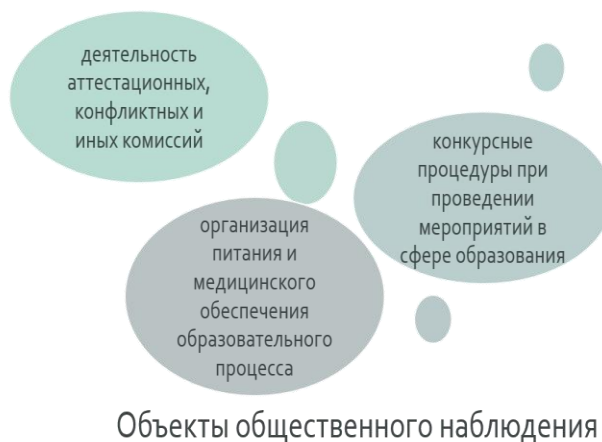 деятельность
аттестационных,
конфликтных и
иных комиссий
конкурсные
процедуры при
проведении
мероприятий в
сфере образования
организация
питания и
медицинского
обеспечения
образовательного
процесса
Объекты общественного наблюдения